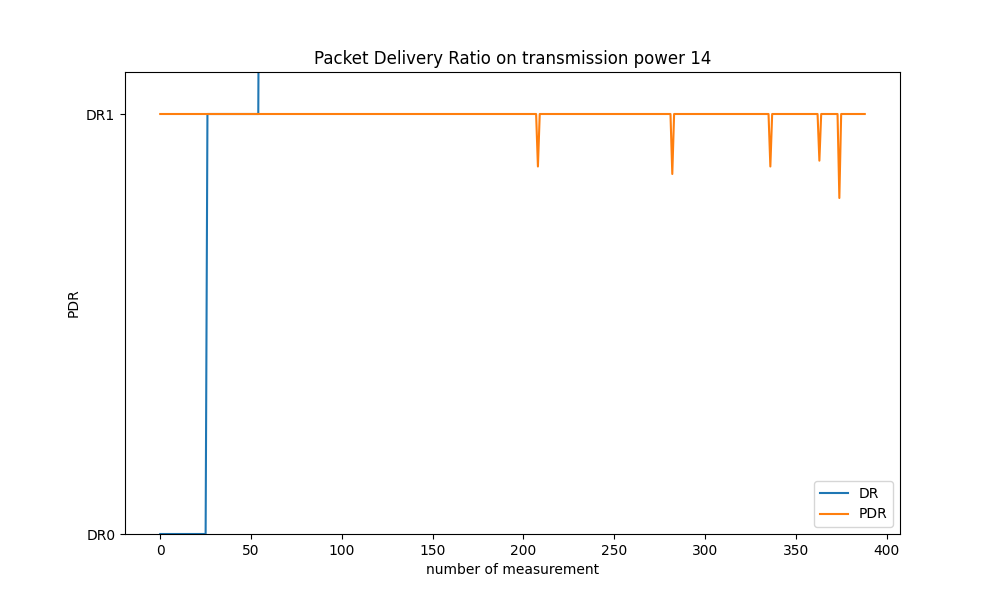 Packet Delivery Ratio on transmission power 14
DR1
PDR
DR0
0 50 100 150 200 250 300 350 400
number of measurement
DR
PDR